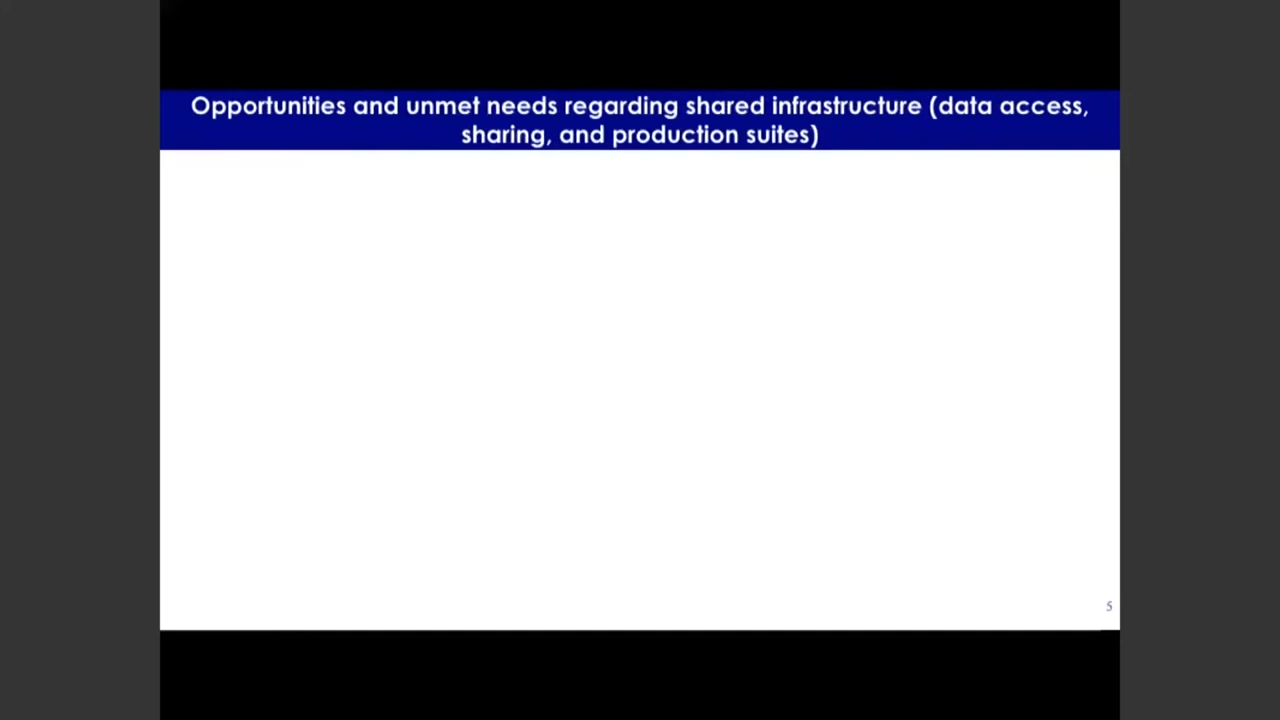 Opportunities and unmet needs regarding shared infrastructure (data access,
sharing, and production suites)
5